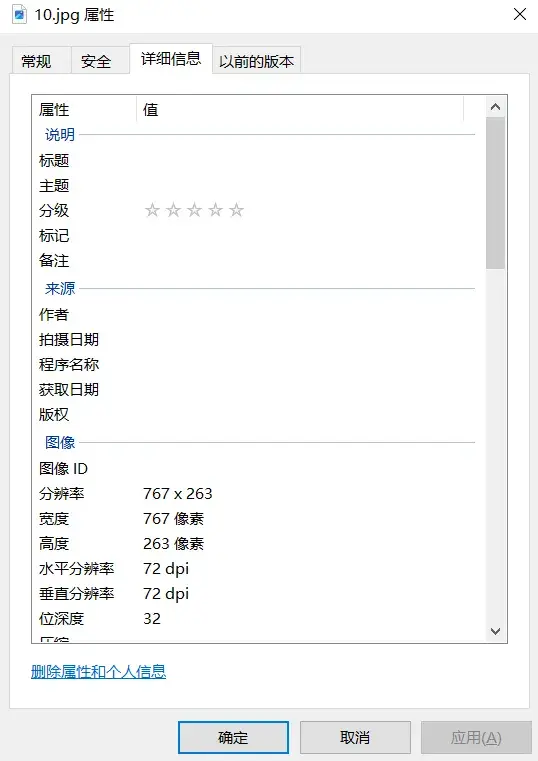 10.jpg 属性
常规 安全 详细信息 以前的版本
属性 值
说明
标题
主题
分级
标记
备注
来源
作者
拍摄日期
程序名称
获取日期
版权
图像
图像 ID
分辨率 767 x 263
宽度 767 像素
高度 263 像素
水平分辨率 72 dpi
垂直分辨率 72 dpi
位深度 32
压缩
删除属性和个人信息
确定 取消 应用(A)